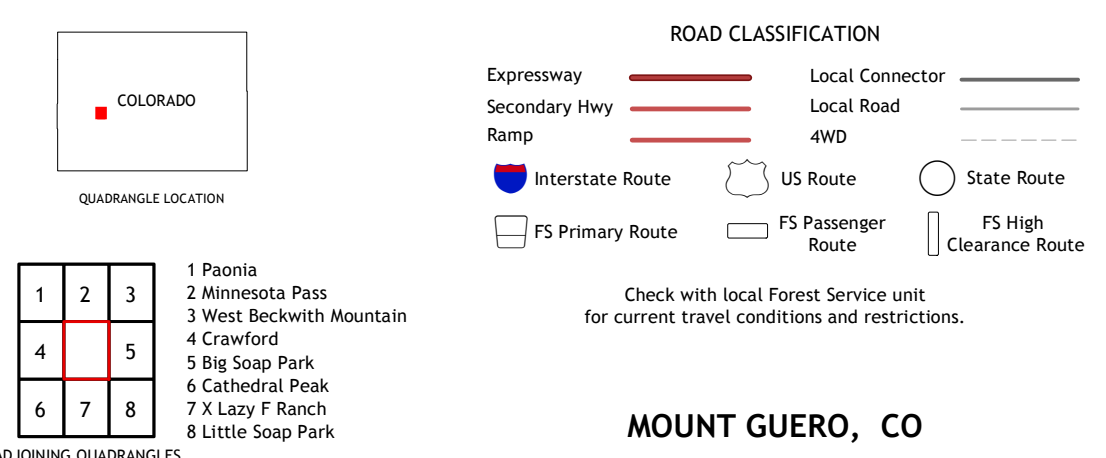 COLORADO
QUADRANGLE LOCATION
1 2 3
4 5
6 7 8
1 Paonia
2 Minnesota Pass
3 West Beckwith Mountain
4 Crawford
5 Big Soap Park
6 Cathedral Peak
7 X Lazy F Ranch
8 Little Soap Park
ADJOINING QUADRANGLES
ROAD CLASSIFICATION
Expressway
Secondary Hwy
Ramp
Local Connector
Local Road
4WD
Interstate Route
US Route
State Route
FS Primary Route
FS Passenger
Route
FS High
Clearance Route
Check with local Forest Service unit
for current travel conditions and restrictions.
MOUNT GUERO, CO